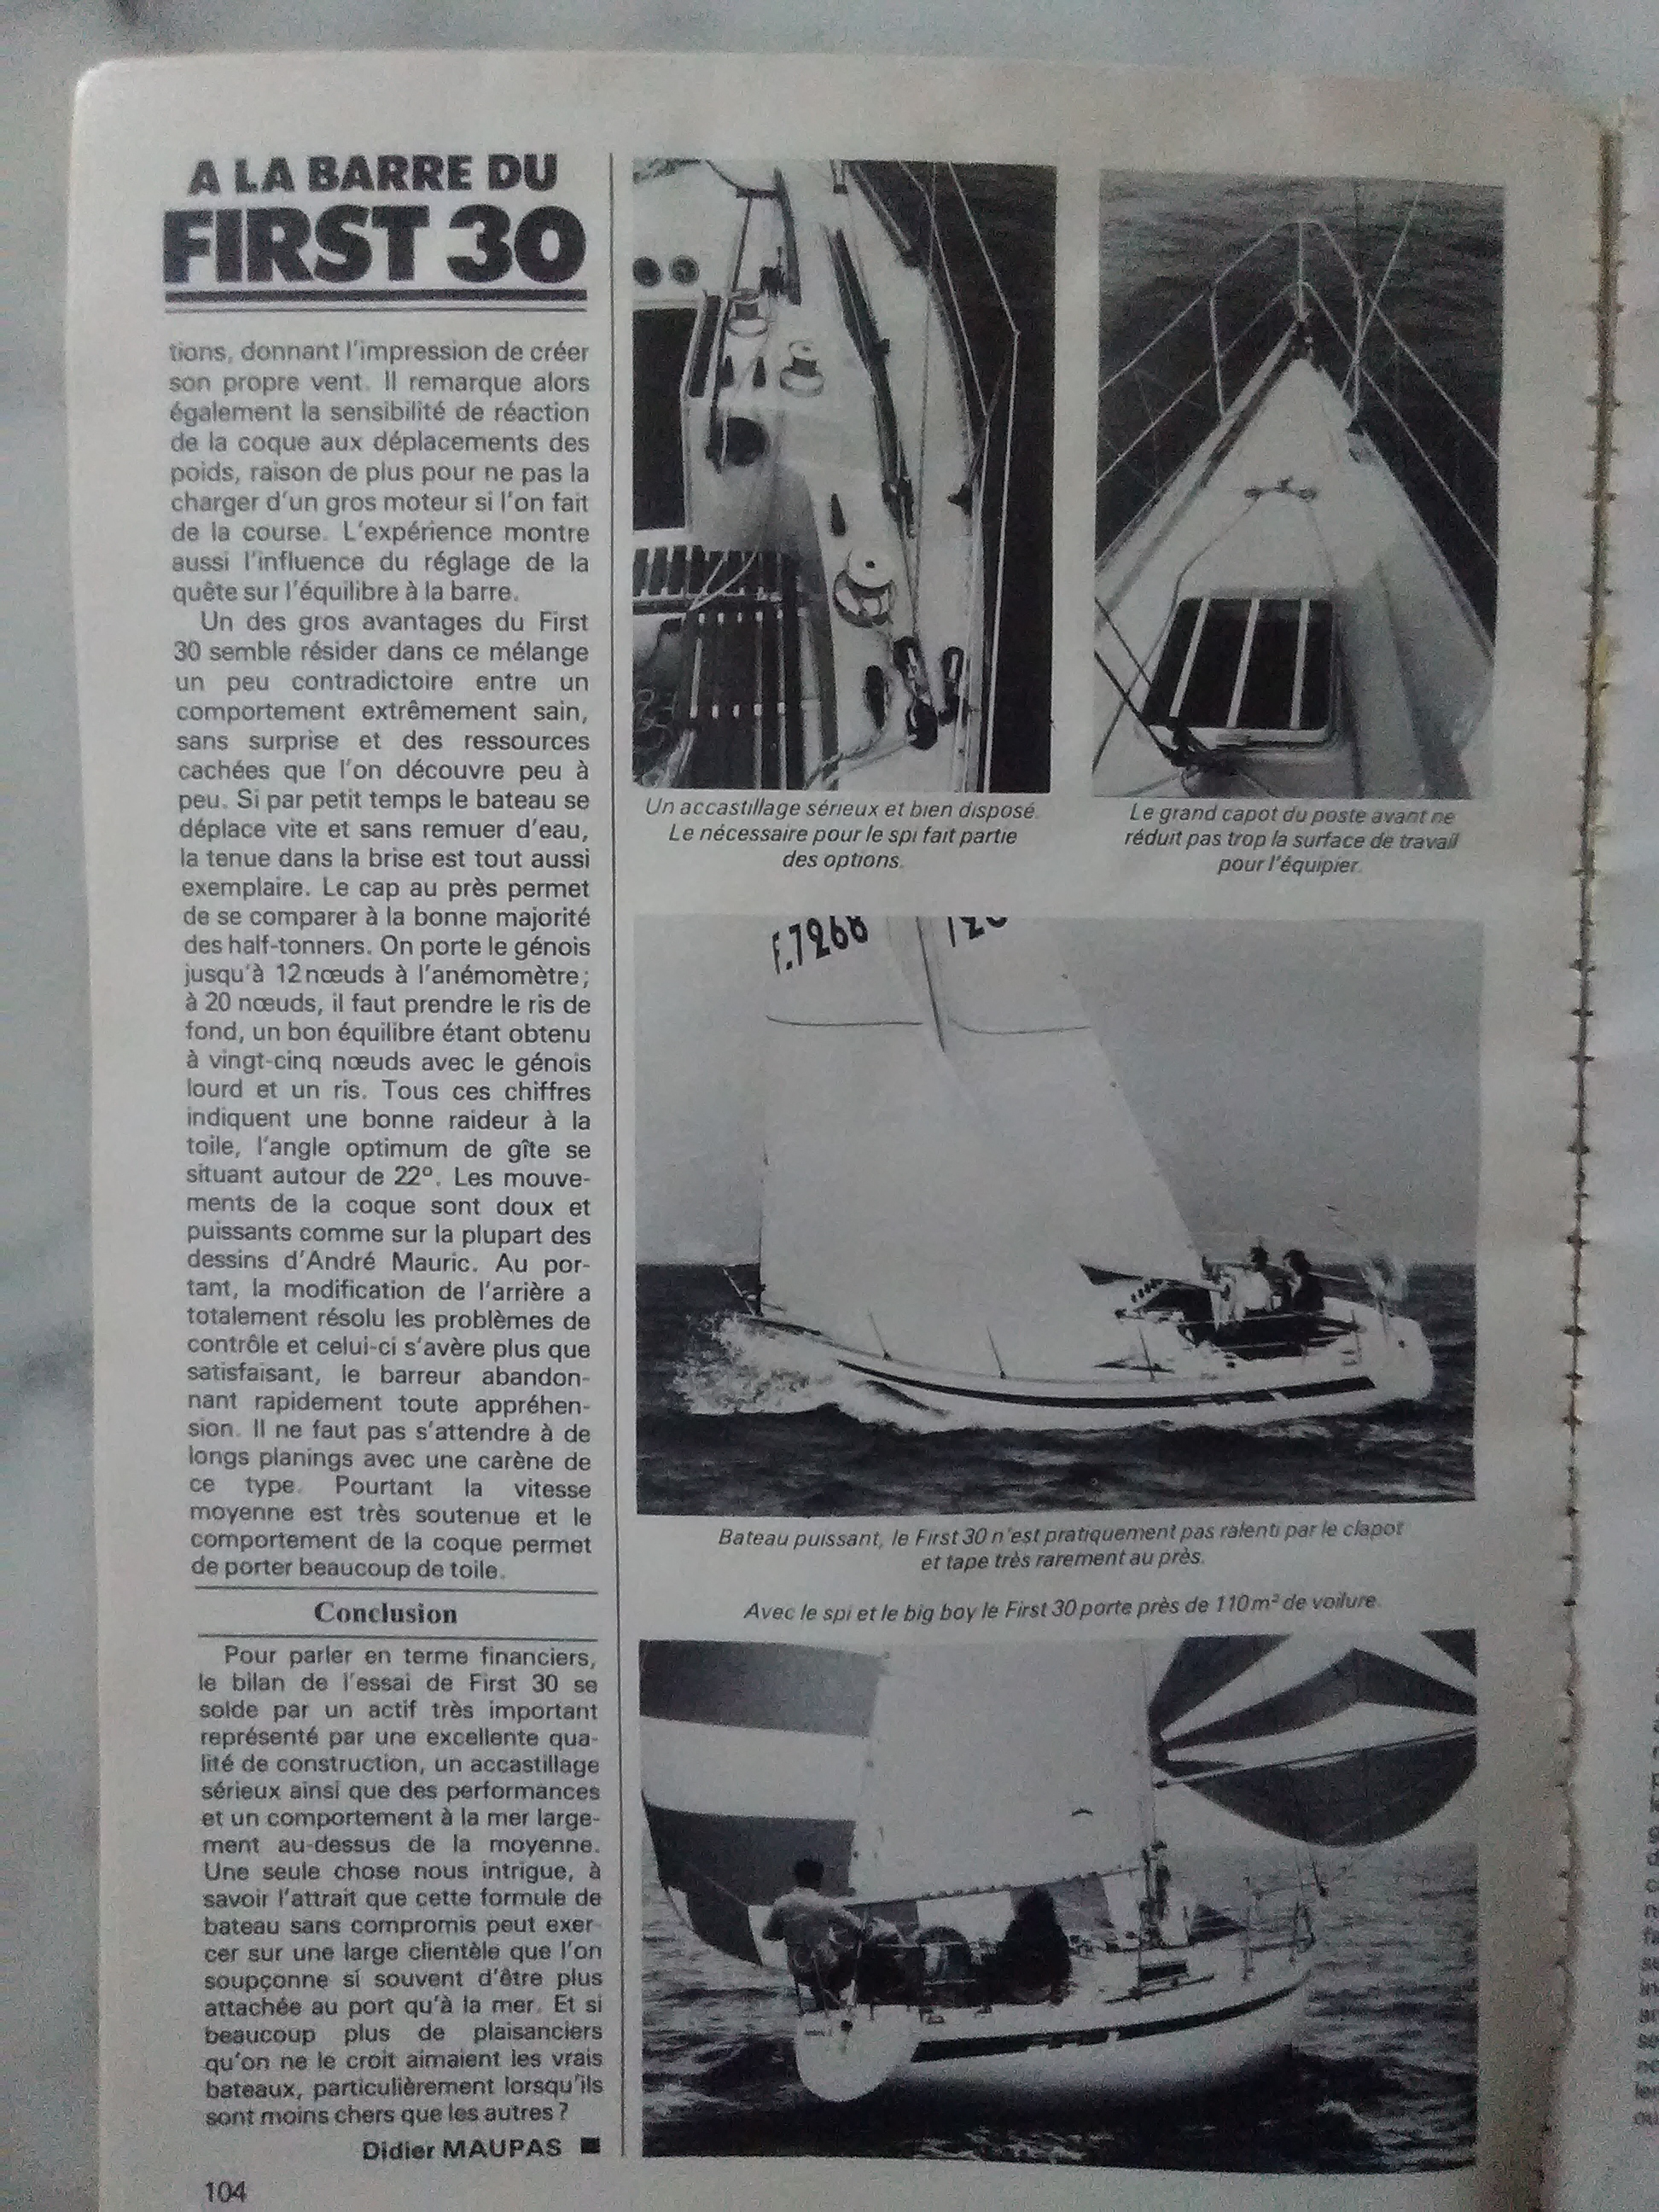 A LA BARRE DU
FIRST 30
tions, donnant l'impression de créer
son propre vent. Il remarque alors
également la sensibilité de réaction
de la coque aux déplacements des
poids, raison de plus pour ne pas la
charger d'un gros moteur si l'on fait
de la course. L'expérience montre
aussi l'influence du réglage de la
quête sur l'équilibre à la barre.
Un des gros avantages du First
30 semble résider dans ce mélange
un peu contradictoire entre un
comportement extrêmement sain,
sans surprise et des ressources
cachées que l'on découvre peu à
peu. Si par petit temps le bateau se
déplace vite et sans remuer d'eau,
la tenue dans la brise est tout aussi
exemplaire. Le cap au près permet
de se comparer à la bonne majorité
des half-tonners. On porte le génois
jusqu'à 12 nœuds à l'anémomètre;
à 20 nœuds, il faut prendre le ris de
fond, un bon équilibre étant obtenu
à vingt-cinq nœuds avec le génois
lourd et un ris. Tous ces chiffres
indiquent une bonne raideur à la
toile, l'angle optimum de gîte se
situant autour de 22°. Les mouve-
ments de la coque sont doux et
puissants comme sur la plupart des
dessins d'André Mauric. Au por-
tant, la modification de l'arrière a
totalement résolu les problèmes de
contrôle et celui-ci s'avère plus que
satisfaisant, le barreur abandon-
nant rapidement toute appréhen-
sion. Il ne faut pas s'attendre à de
longs planings avec une carène de
ce type. Pourtant la vitesse
moyenne est très soutenue et le
comportement de la coque permet
de porter beaucoup de toile.
Conclusion
Pour parler en terme financiers,
le bilan de l'essai de First 30 se
solde par un actif très important
représenté par une excellente qua-
lité de construction, un accastillage
sérieux ainsi que des performances
et un comportement à la mer large-
ment au-dessus de la moyenne.
Une seule chose nous intrigue, à
savoir l'attrait que cette formule de
bateau sans compromis peut exer-
cer sur une large clientèle que l'on
soupçonne si souvent d'être plus
attachée au port qu'à la mer. Et si
beaucoup plus de plaisanciers
qu'on ne le croit aimaient les vrais
bateaux, particulièrement lorsqu'ils
sont moins chers que les autres ?
Didier MAUPAS ■
104
Un accastillage sérieux et bien disposé.
Le nécessaire pour le spi fait partie
des options.
Le grand capot du poste avant ne
réduit pas trop la surface de travail
pour l'équipier.
F.7268
Bateau puissant, le First 30 n'est pratiquement pas ralenti par le clapot
et tape très rarement au près.
Avec le spi et le big boy le First 30 porte près de 110 m² de voilure.